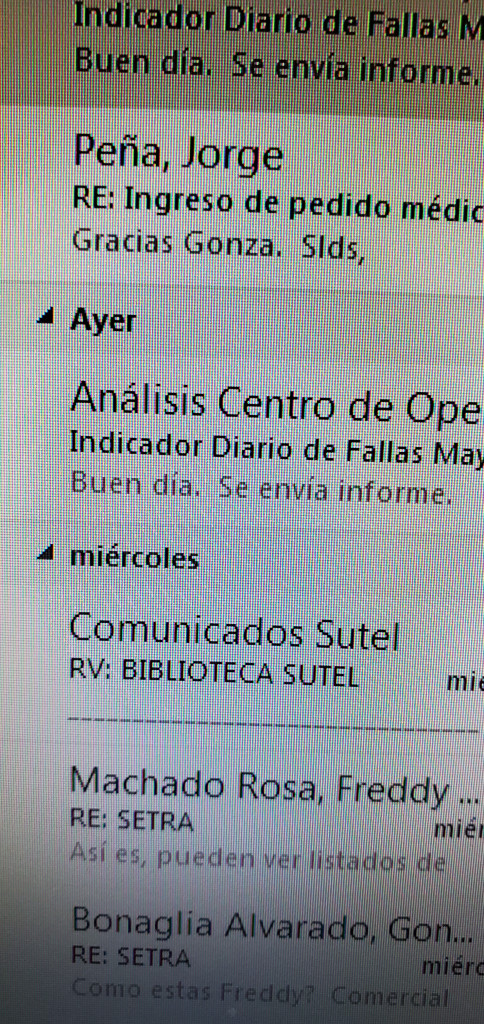 Indicador Diario de Fallas M
Buen día. Se envía informe.
Peña, Jorge
RE: Ingreso de pedido médic
Gracias Gonza. Slds,
Ayer
Análisis Centro de Ope
Indicador Diario de Fallas May
Buen día. Se envía informe.
miércoles
Comunicados Sutel
RV: BIBLIOTECA SUTEL mié
Machado Rosa, Freddy ...
RE: SETRA miér
Así es, pueden ver listados de
Bonaglia Alvarado, Gon...
RE: SETRA miérc
Como estas Freddy? Comercial